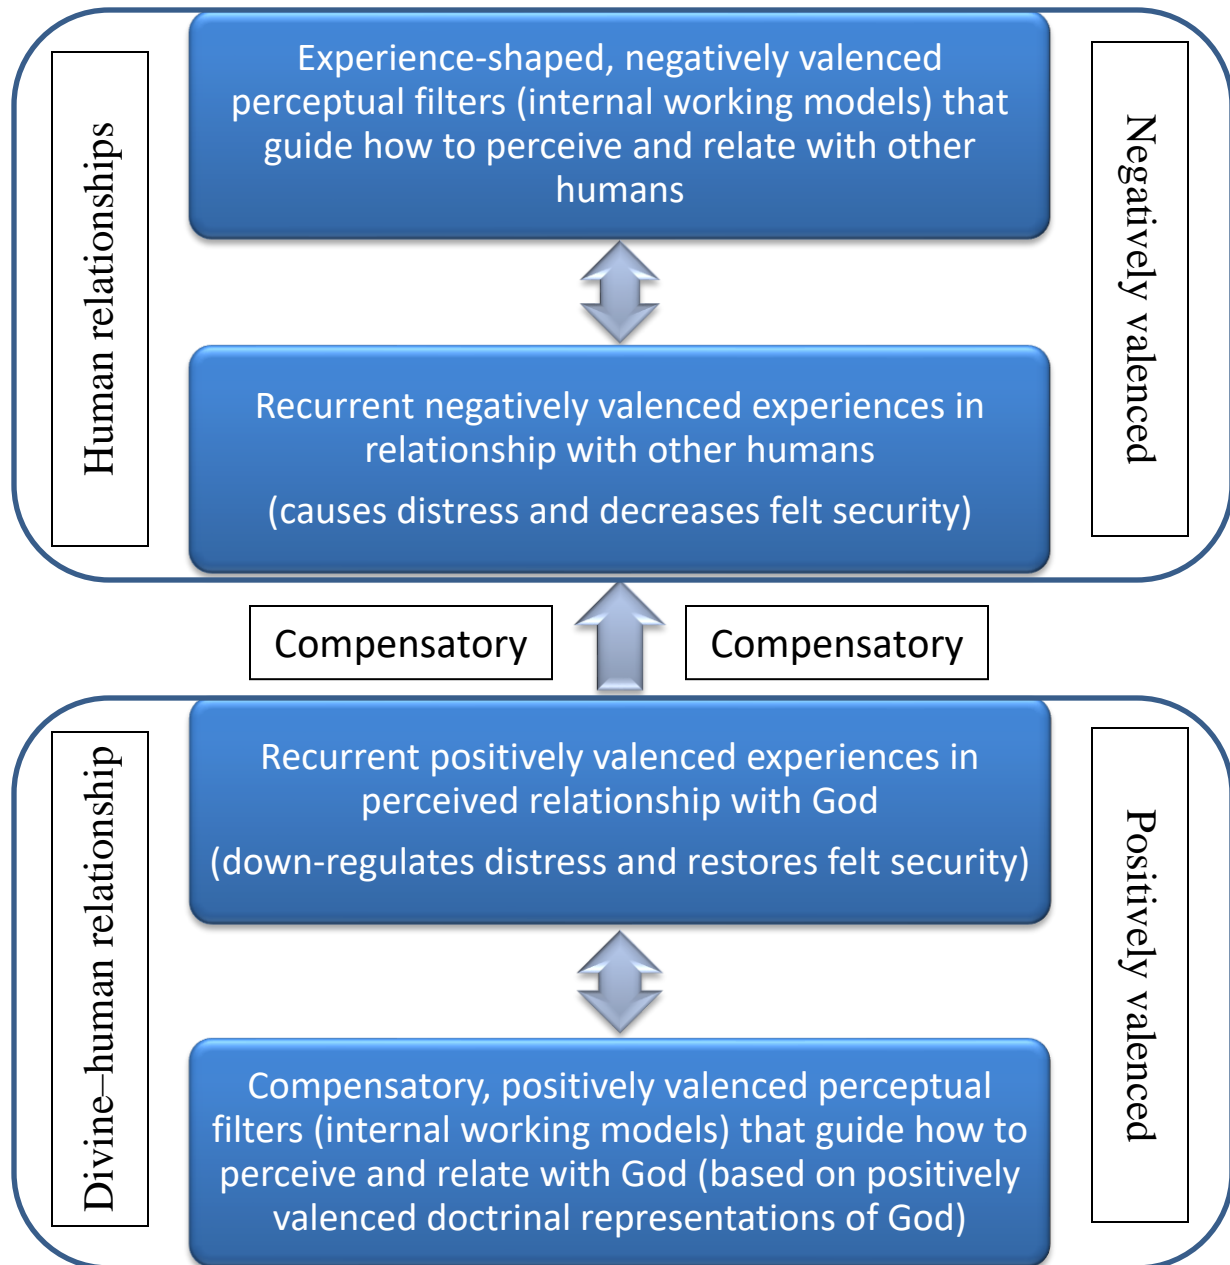 Human relationships
Experience-shaped, negatively valenced
perceptual filters (internal working models) that
guide how to perceive and relate with other
humans
Negatively valenced
Recurrent negatively valenced experiences in
relationship with other humans
(causes distress and decreases felt security)
Compensatory
Compensatory
Divine–human relationship
Recurrent positively valenced experiences in
perceived relationship with God
(down-regulates distress and restores felt security)
Positively valenced
Compensatory, positively valenced perceptual
filters (internal working models) that guide how to
perceive and relate with God (based on positively
valenced doctrinal representations of God)